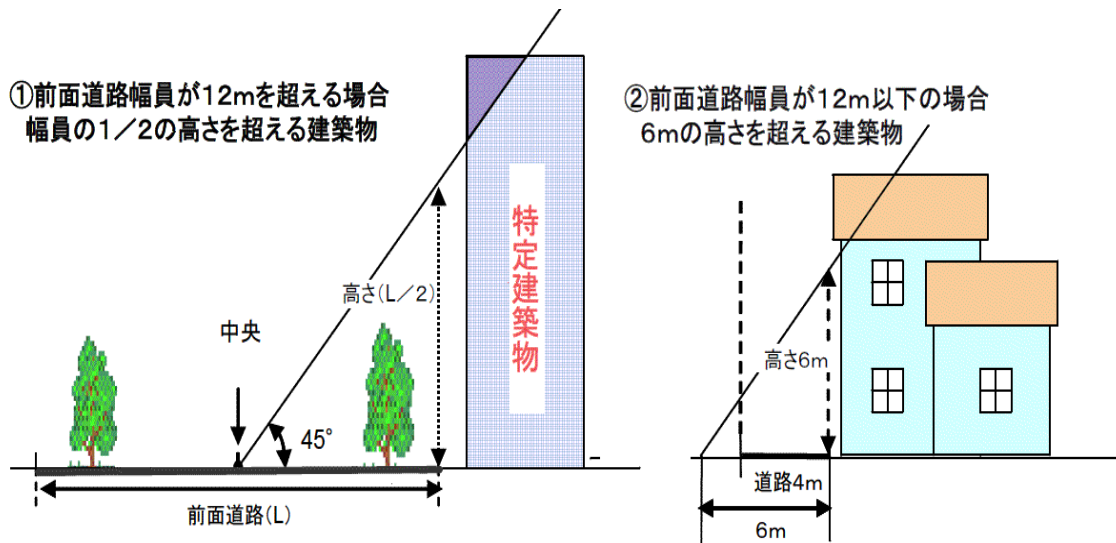 ①前面道路幅員が12mを超える場合
幅員の1/2の高さを超える建築物
特定建築物
高さ(L/2)
中央
45°
前面道路(L)
②前面道路幅員が12m以下の場合
6mの高さを超える建築物
高さ6m
道路4m
6m